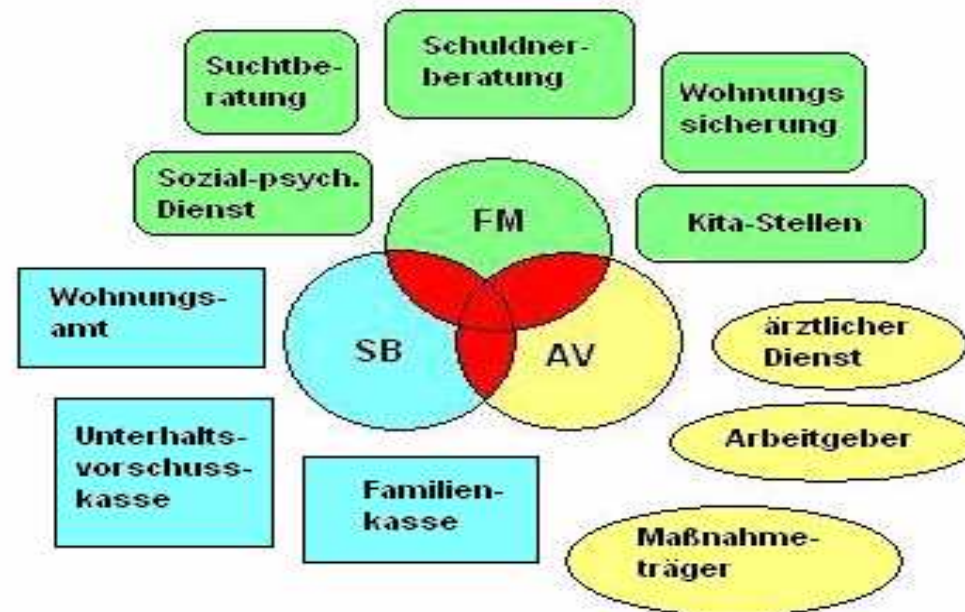 Suchtbe-
ratung
Schuldner-
beratung
Wohnungs
sicherung
Sozial-psych.
Dienst
FM
Kita-Stellen
Wohnungs-
amt
SB
AV
ärztlicher
Dienst
Unterhalts-
vorschuss-
kasse
Familien-
kasse
Arbeitgeber
Maßnahme-
träger